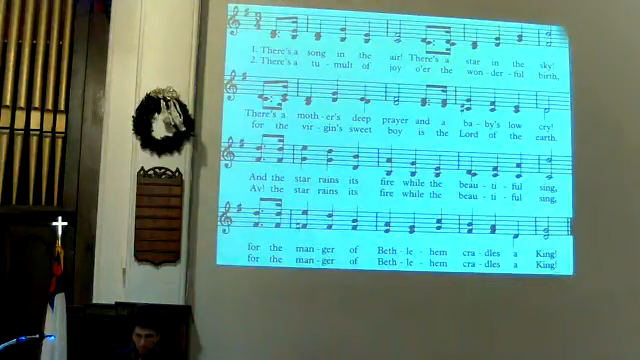 1. There's a song in the air! There's a star in the sky!
2. There's a tu - mult of joy o'er the won - der - ful birth,
There's a moth - er's deep prayer and a ba - by's low cry!
for the vir - gin's sweet boy is the Lord of the earth.
And the star rains its fire while the beau - ti - ful sing,
Ay! the star rains its fire while the beau - ti - ful sing,
for the man - ger of Beth - le - hem cra - dles a King!
for the man - ger of Beth - le - hem cra - dles a King!